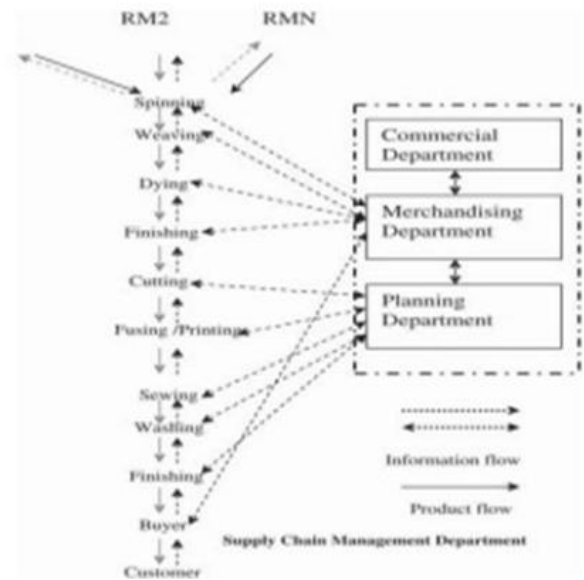 RM2 RMN
Spinning
Weaving
Dying
Finishing
Cutting
Fusing /Printing
Sewing
Washing
Finishing
Buyer
Customer
Commercial
Department
Merchandising
Department
Planning
Department
Information flow
Product flow
Supply Chain Management Department